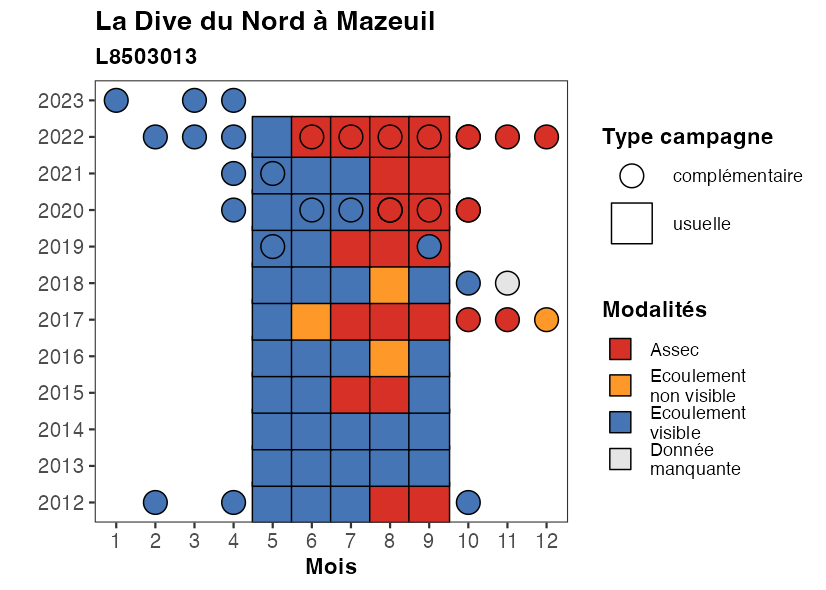 La Dive du Nord à Mazeuil
L8503013
2023
2022
2021
2020
2019
2018
2017
2016
2015
2014
2013
2012
1 2 3 4 5 6 7 8 9 10 11 12
Mois
Type campagne
complémentaire
usuelle
Modalités
Assec
Ecoulement
non visible
Ecoulement
visible
Donnée
manquante